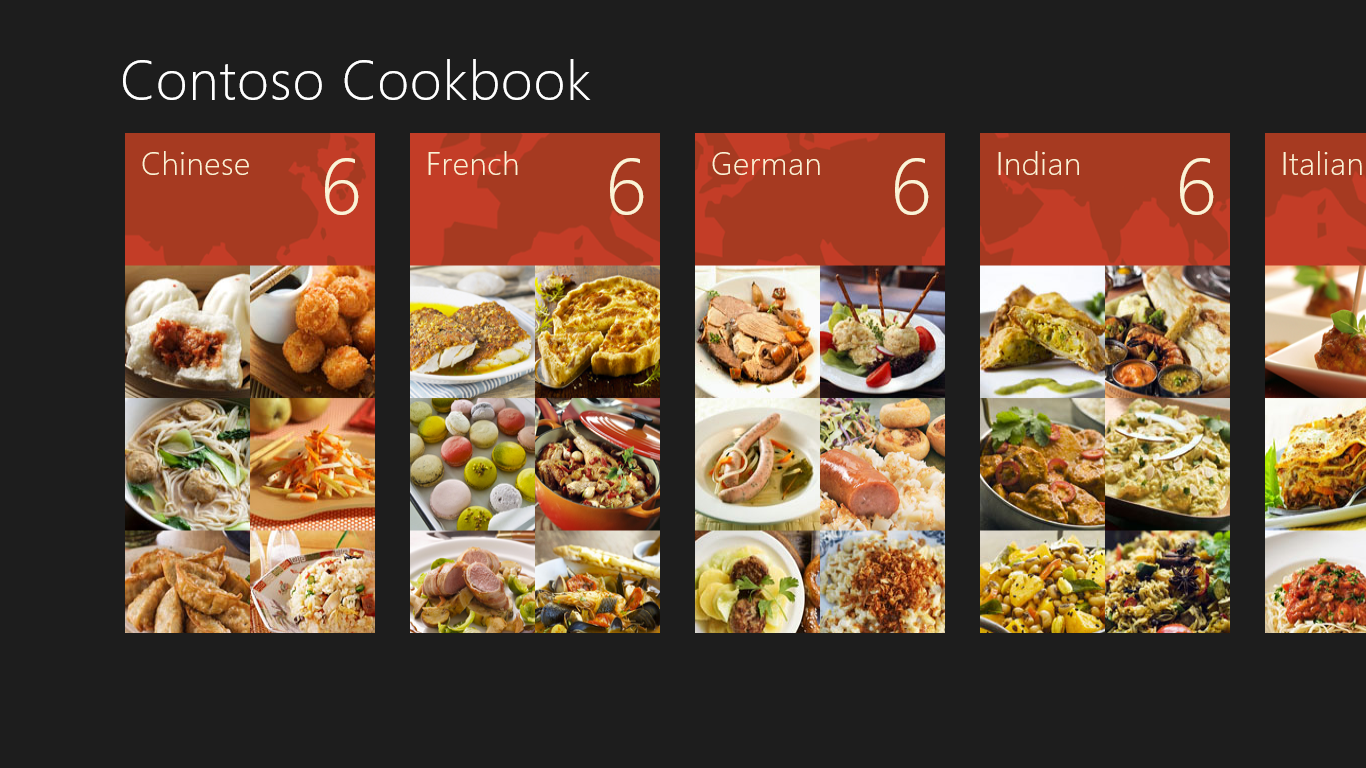 Contoso Cookbook
Chinese 6
French 6
German 6
Indian 6
Italian